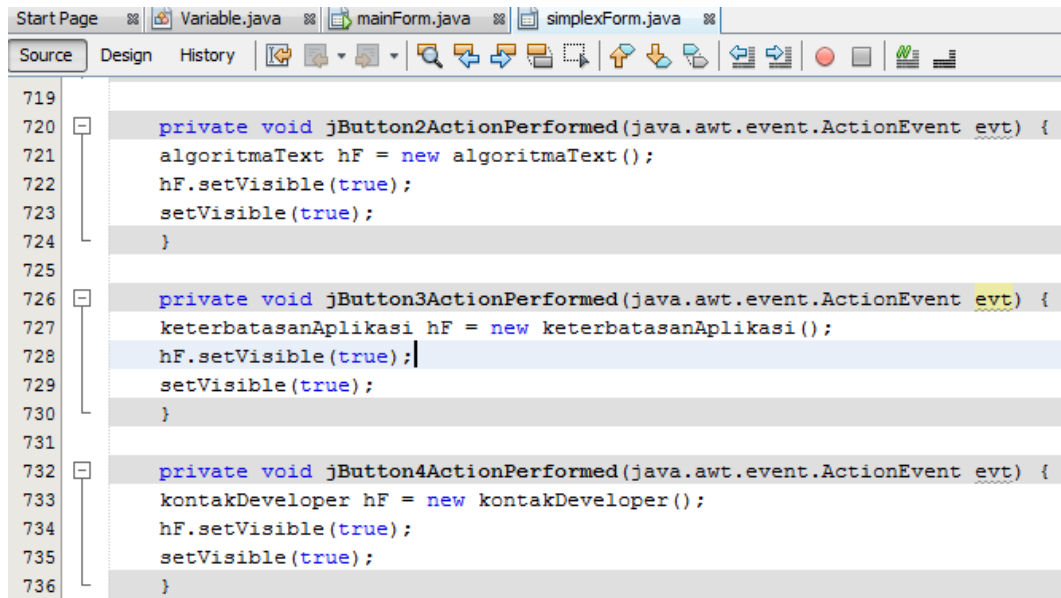 Start Page Variable.java mainForm.java simplexForm.java
Source Design History
719
720 private void jButton2ActionPerformed(java.awt.event.ActionEvent evt) {
721 algoritmaText hF = new algoritmaText();
722 hF.setVisible(true);
723 setVisible(true);
724 }
725
726 private void jButton3ActionPerformed(java.awt.event.ActionEvent evt) {
727 keterbatasanAplikasi hF = new keterbatasanAplikasi();
728 hF.setVisible(true);
729 setVisible(true);
730 }
731
732 private void jButton4ActionPerformed(java.awt.event.ActionEvent evt) {
733 kontakDeveloper hF = new kontakDeveloper();
734 hF.setVisible(true);
735 setVisible(true);
736 }